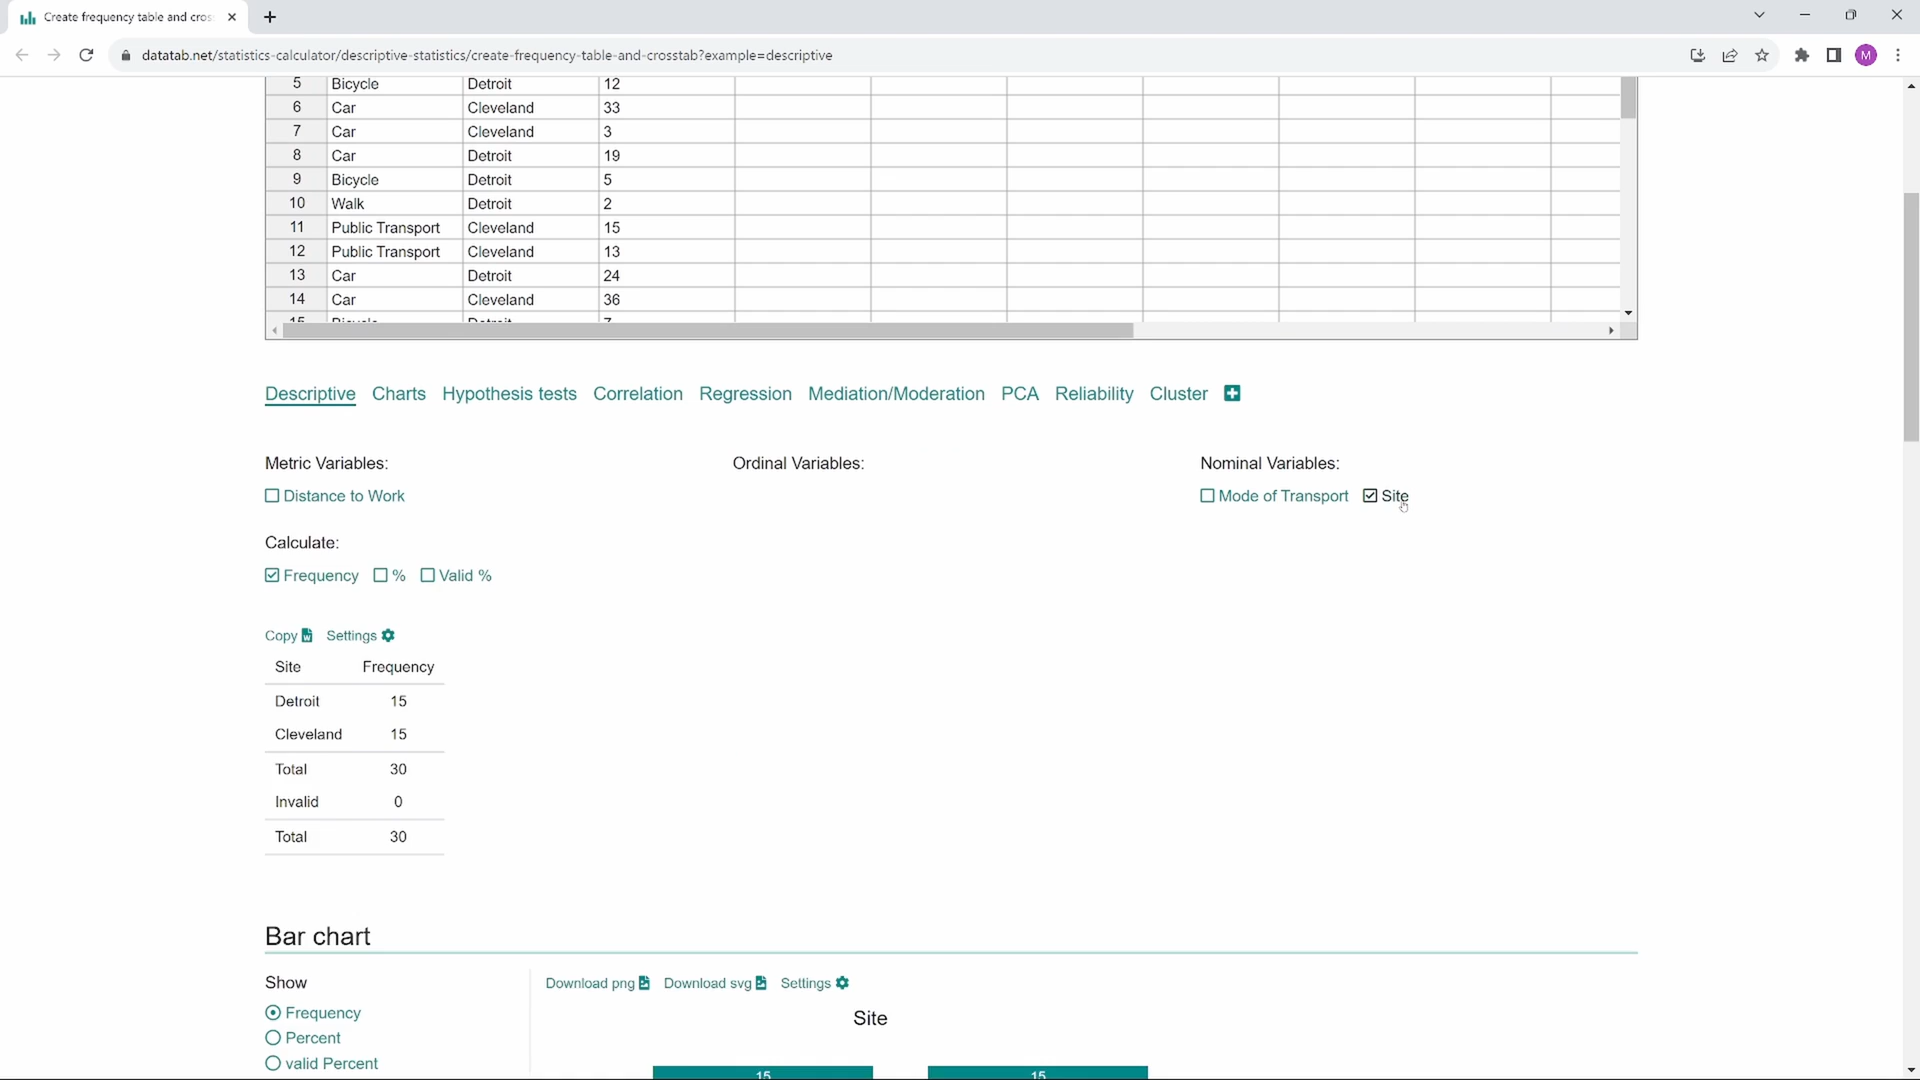 Create frequency table and cros
datatab.net/statistics-calculator/descriptive-statistics/create-frequency-table-and-crosstab?example=descriptive
M
5 Bicycle Detroit 12
6 Car Cleveland 33
7 Car Cleveland 3
8 Car Detroit 19
9 Bicycle Detroit 5
10 Walk Detroit 2
11 Public Transport Cleveland 15
12 Public Transport Cleveland 13
13 Car Detroit 24
14 Car Cleveland 36
15 Bicycle Detroit 7
Descriptive Charts Hypothesis tests Correlation Regression Mediation/Moderation PCA Reliability Cluster
Metric Variables: Ordinal Variables: Nominal Variables:
Distance to Work Mode of Transport Site
Calculate:
Frequency % Valid %
Copy Settings
Site Frequency
Detroit 15
Cleveland 15
Total 30
Invalid 0
Total 30
Bar chart
Show Download png Download svg Settings
Frequency Site
Percent
valid Percent
15 15